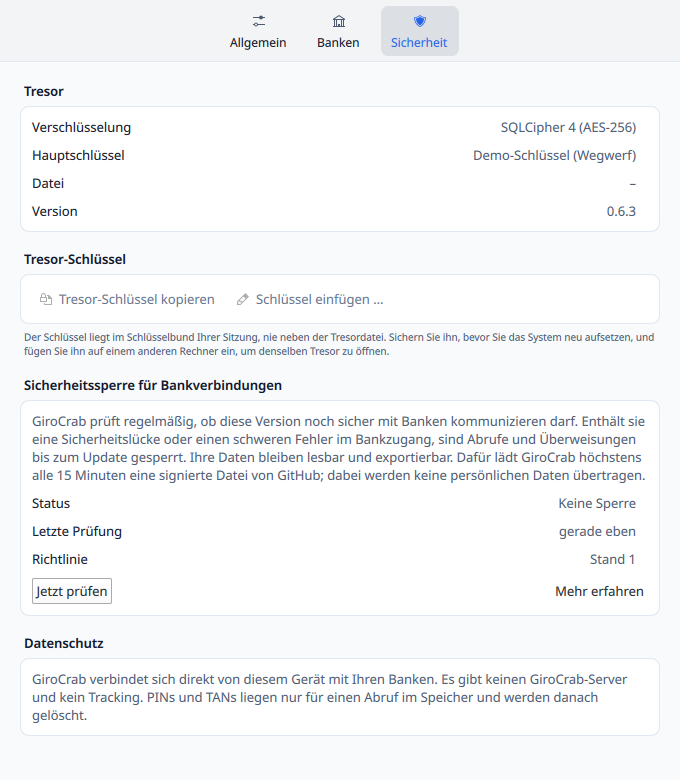 Allgemein
Banken
Sicherheit
Tresor
Verschlüsselung
SQLCipher 4 (AES-256)
Hauptschlüssel
Demo-Schlüssel (Wegwerf)
Datei
–
Version
0.6.3
Tresor-Schlüssel
Tresor-Schlüssel kopieren
Schlüssel einfügen ...
Der Schlüssel liegt im Schlüsselbund Ihrer Sitzung, nie neben der Tresordatei. Sichern Sie ihn, bevor Sie das System neu aufsetzen, und
fügen Sie ihn auf einem anderen Rechner ein, um denselben Tresor zu öffnen.
Sicherheitssperre für Bankverbindungen
GiroCrab prüft regelmäßig, ob diese Version noch sicher mit Banken kommunizieren darf. Enthält sie
eine Sicherheitslücke oder einen schweren Fehler im Bankzugang, sind Abrufe und Überweisungen
bis zum Update gesperrt. Ihre Daten bleiben lesbar und exportierbar. Dafür lädt GiroCrab höchstens
alle 15 Minuten eine signierte Datei von GitHub; dabei werden keine persönlichen Daten übertragen.
Status
Keine Sperre
Letzte Prüfung
gerade eben
Richtlinie
Stand 1
Jetzt prüfen
Mehr erfahren
Datenschutz
GiroCrab verbindet sich direkt von diesem Gerät mit Ihren Banken. Es gibt keinen GiroCrab-Server
und kein Tracking. PINs und TANs liegen nur für einen Abruf im Speicher und werden danach
gelöscht.